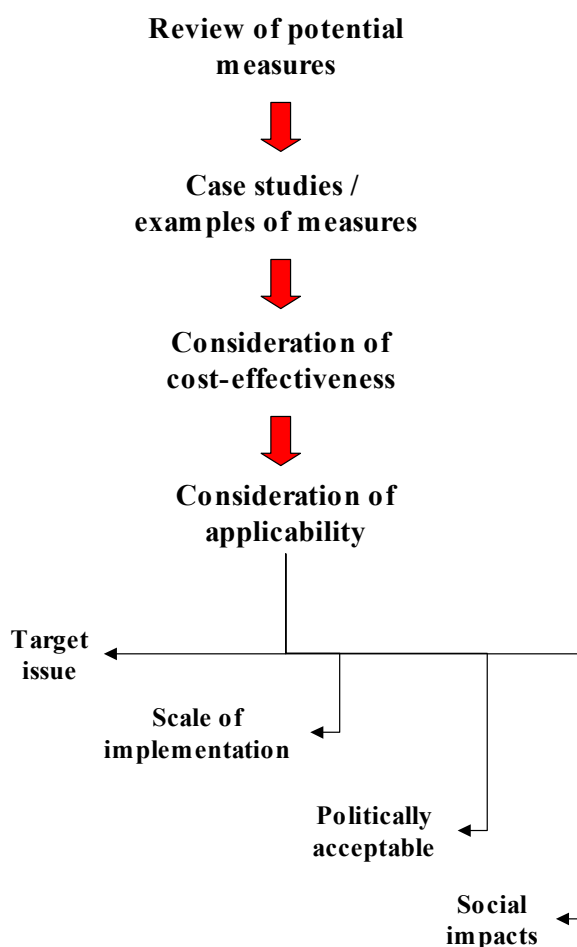 Review of potential
measures
Case studies /
examples of measures
Consideration of
cost-effectiveness
Consideration of
applicability
Target
issue
Scale of
implementation
Politically
acceptable
Social
impacts